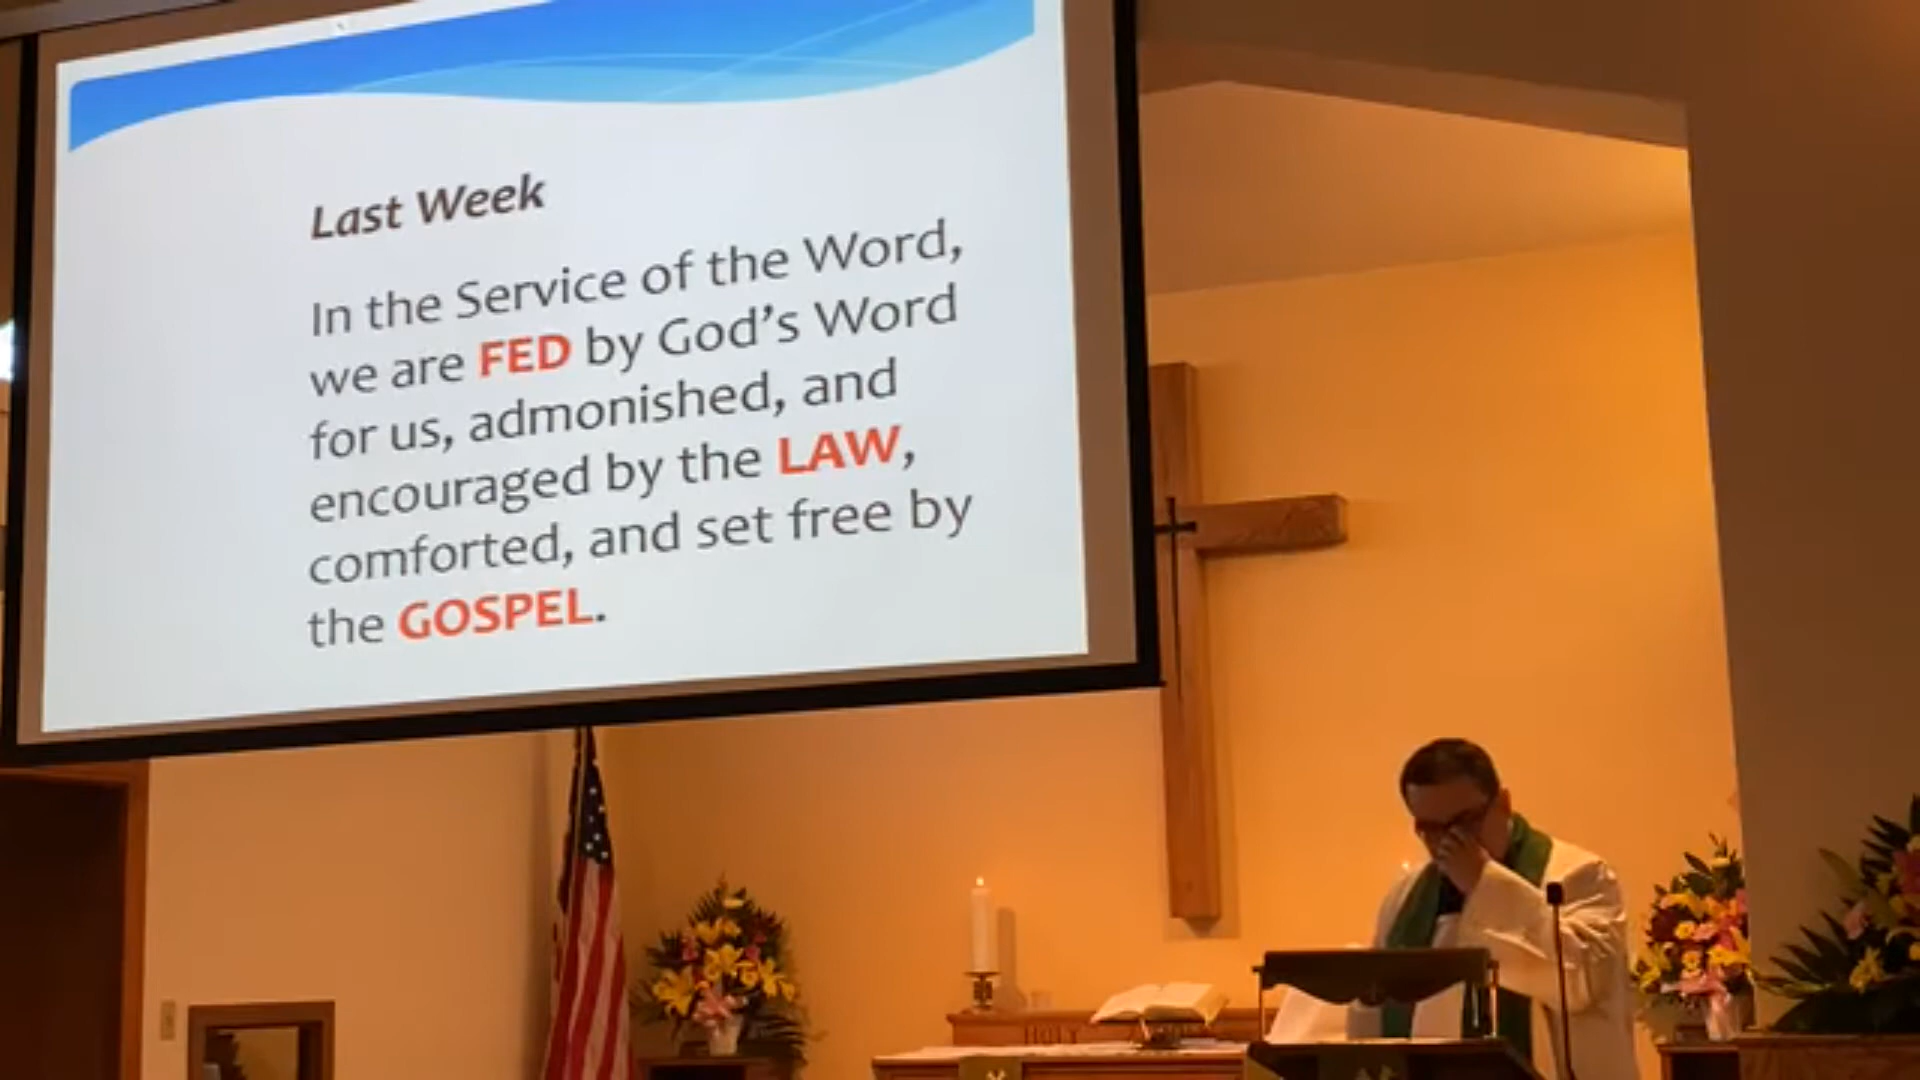 Last Week
In the Service of the Word,
we are FED by God's Word
for us, admonished, and
encouraged by the LAW,
comforted, and set free by
the GOSPEL.
HOLY